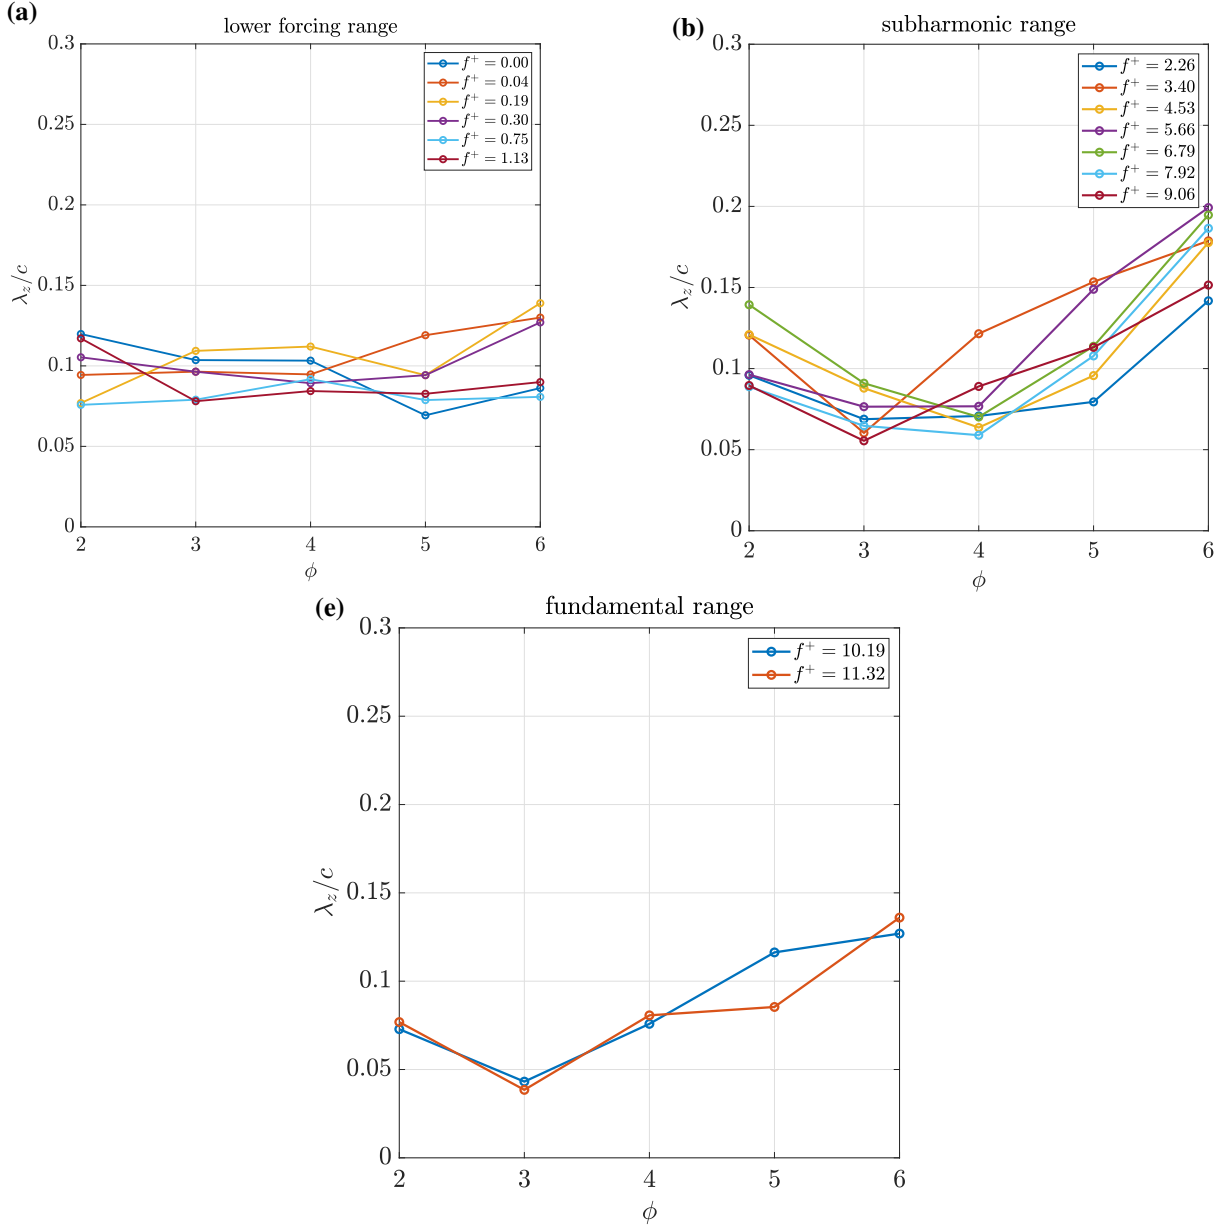 (a)
lower forcing range
0.3
0.25
0.2
0.15
0.1
0.05
0
λz/c
2 3 4 5 6
ϕ
f+ = 0.00
f+ = 0.04
f+ = 0.19
f+ = 0.30
f+ = 0.75
f+ = 1.13
(b)
subharmonic range
0.3
0.25
0.2
0.15
0.1
0.05
0
λz/c
2 3 4 5 6
ϕ
f+ = 2.26
f+ = 3.40
f+ = 4.53
f+ = 5.66
f+ = 6.79
f+ = 7.92
f+ = 9.06
(e)
fundamental range
0.3
0.25
0.2
0.15
0.1
0.05
0
λz/c
2 3 4 5 6
ϕ
f+ = 10.19
f+ = 11.32